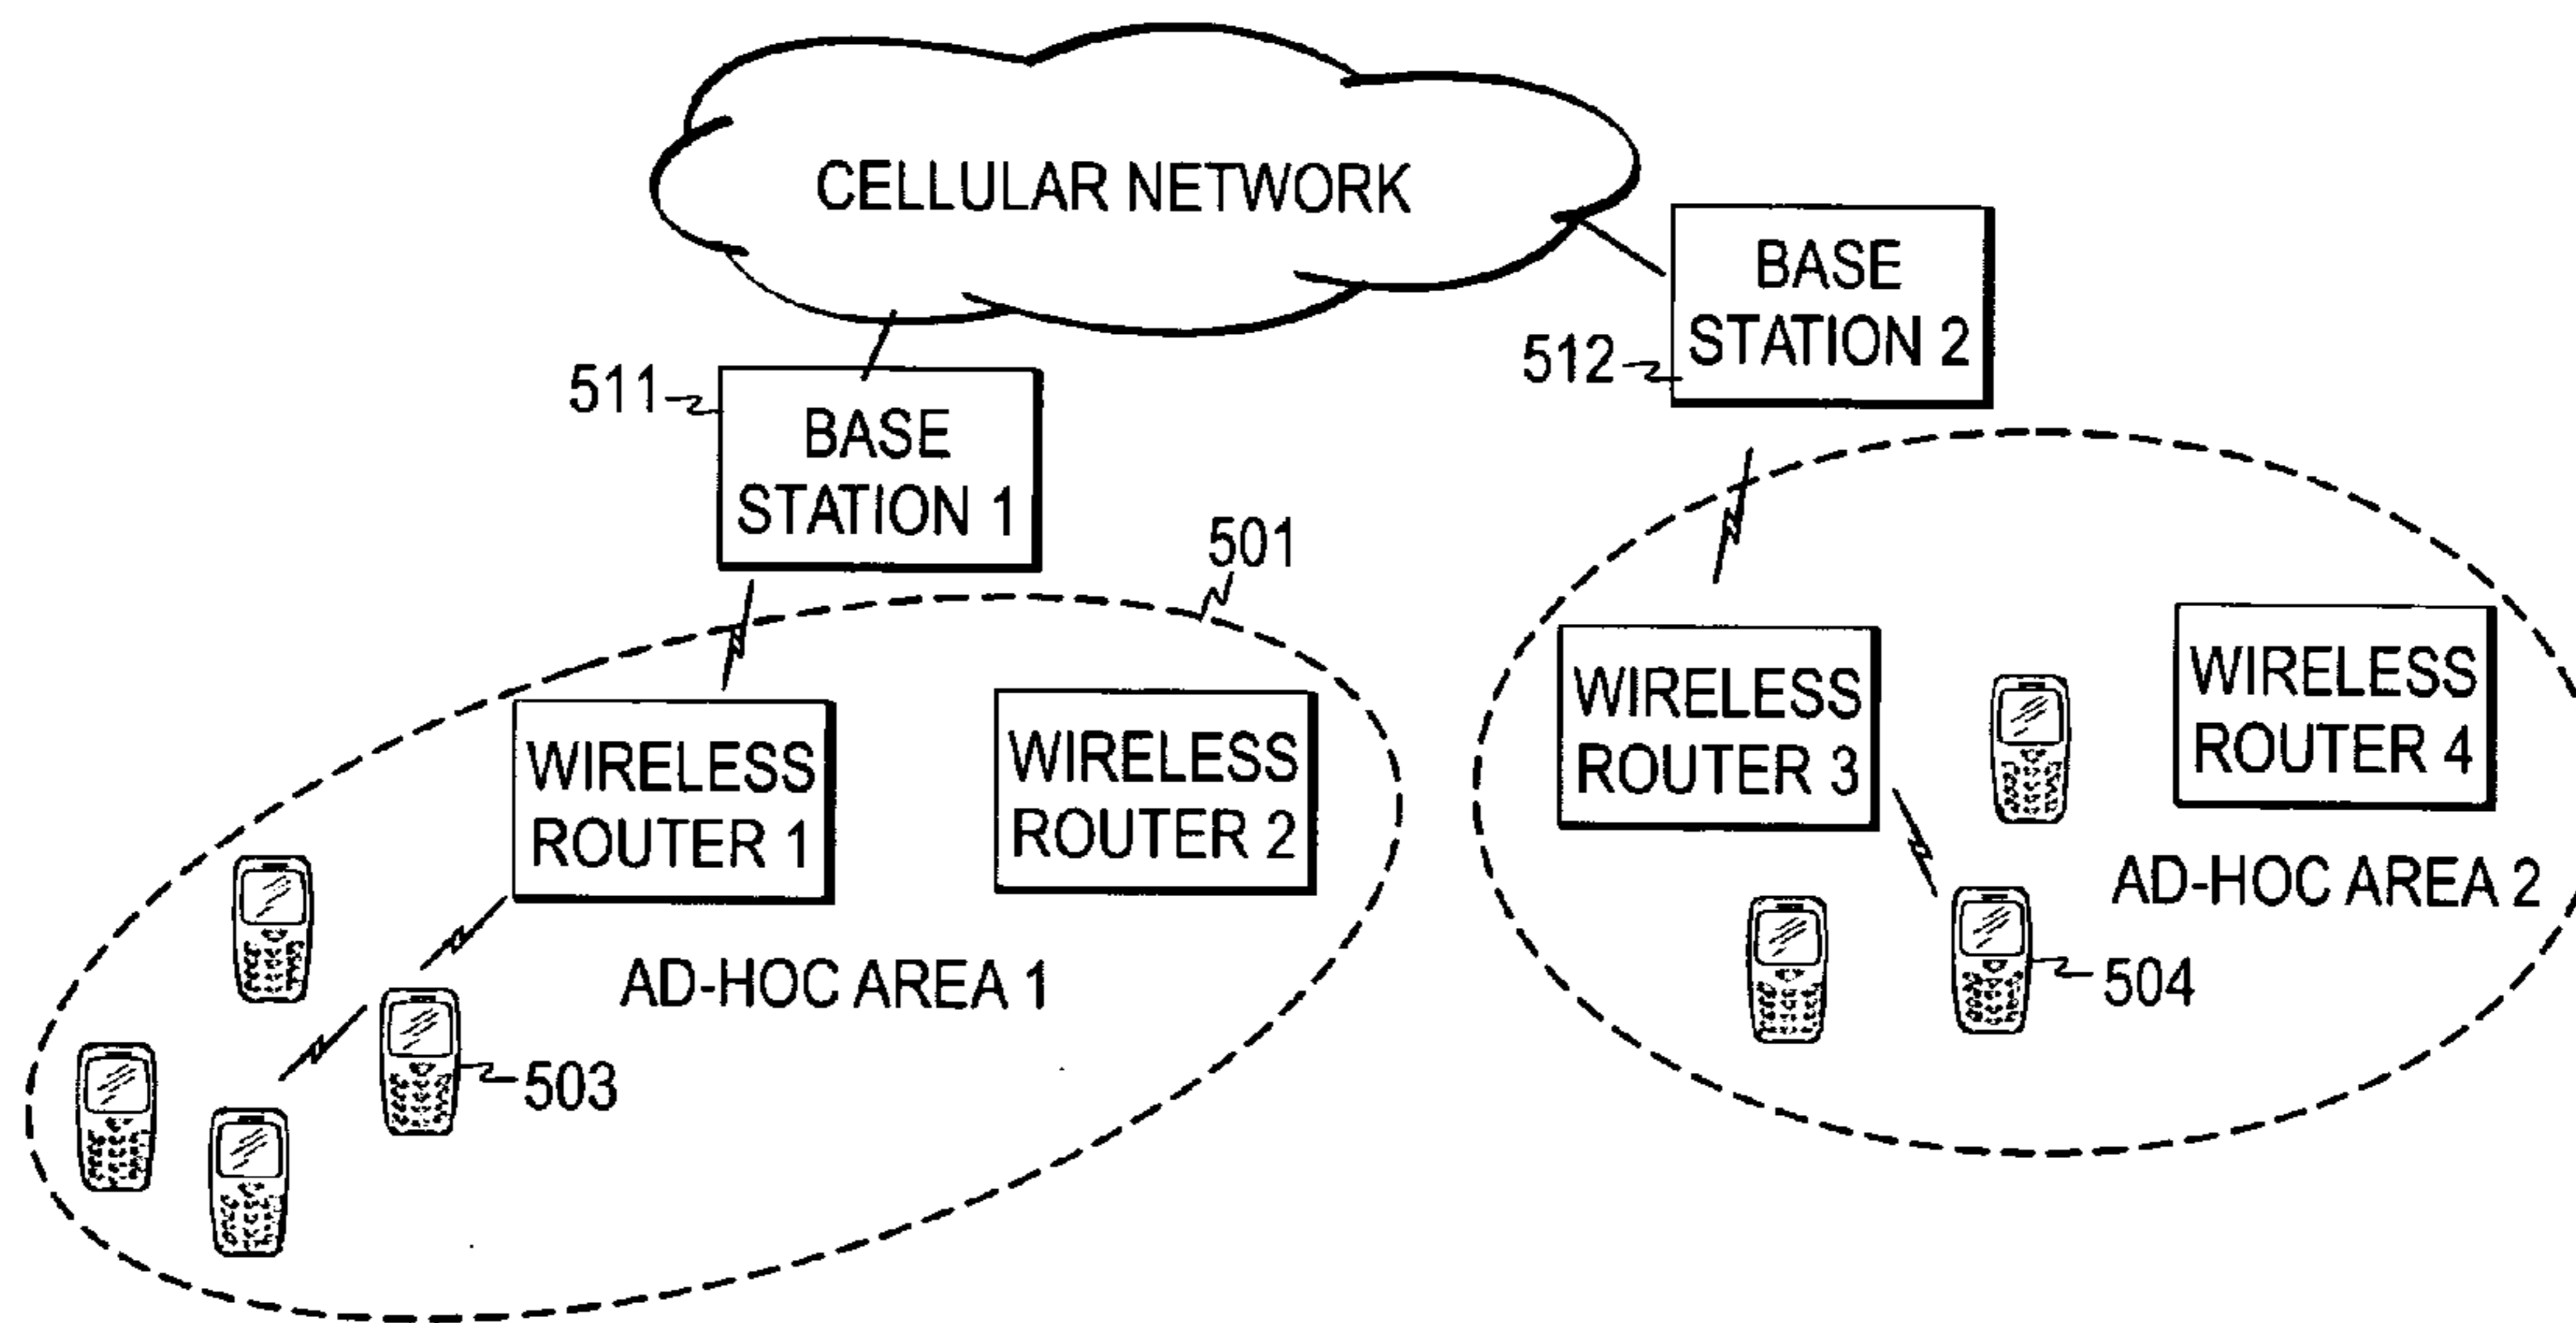 CELLULAR NETWORK
BASE
STATION 2
512
511
BASE
STATION 1
501
WIRELESS
ROUTER 1
WIRELESS
ROUTER 2
WIRELESS
ROUTER 3
WIRELESS
ROUTER 4
AD-HOC AREA 1
AD-HOC AREA 2
503
504